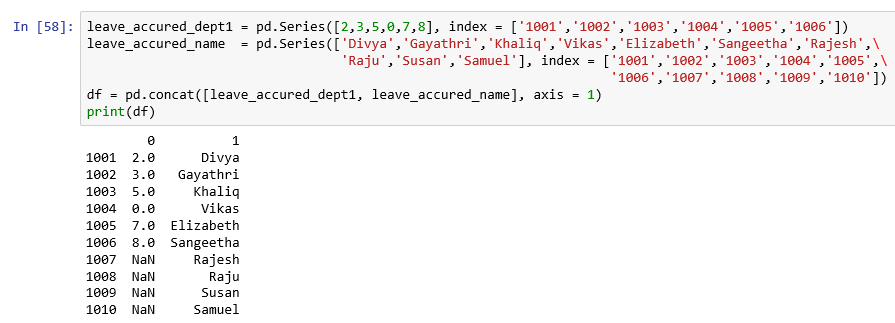 In [58]: leave_accured_dept1 = pd.Series([2,3,5,0,7,8], index = ['1001','1002','1003','1004','1005','1006'])
leave_accured_name  = pd.Series(['Divya','Gayathri','Khaliq','Vikas','Elizabeth','Sangeetha','Rajesh',\
'Raju','Susan','Samuel'], index = ['1001','1002','1003','1004','1005',\
'1006','1007','1008','1009','1010'])
df = pd.concat([leave_accured_dept1, leave_accured_name], axis = 1)
print(df)
0 1
1001 2.0 Divya
1002 3.0 Gayathri
1003 5.0 Khaliq
1004 0.0 Vikas
1005 7.0 Elizabeth
1006 8.0 Sangeetha
1007 NaN Rajesh
1008 NaN Raju
1009 NaN Susan
1010 NaN Samuel